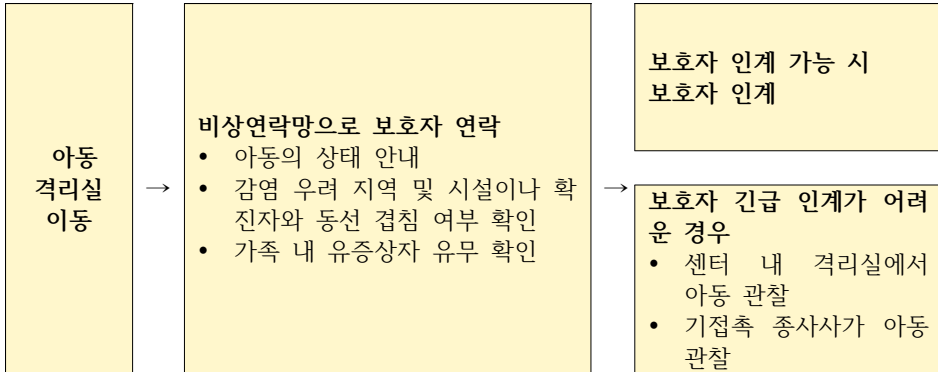 아동
격리실
이동
→
비상연락망으로 보호자 연락
• 아동의 상태 안내
• 감염 우려 지역 및 시설이나 확
진자와 동선 겹침 여부 확인
• 가족 내 유증상자 유무 확인
→
보호자 인계 가능 시
보호자 인계
보호자 긴급 인계가 어려
운 경우
• 센터 내 격리실에서
아동 관찰
• 기접촉 종사사가 아동
관찰